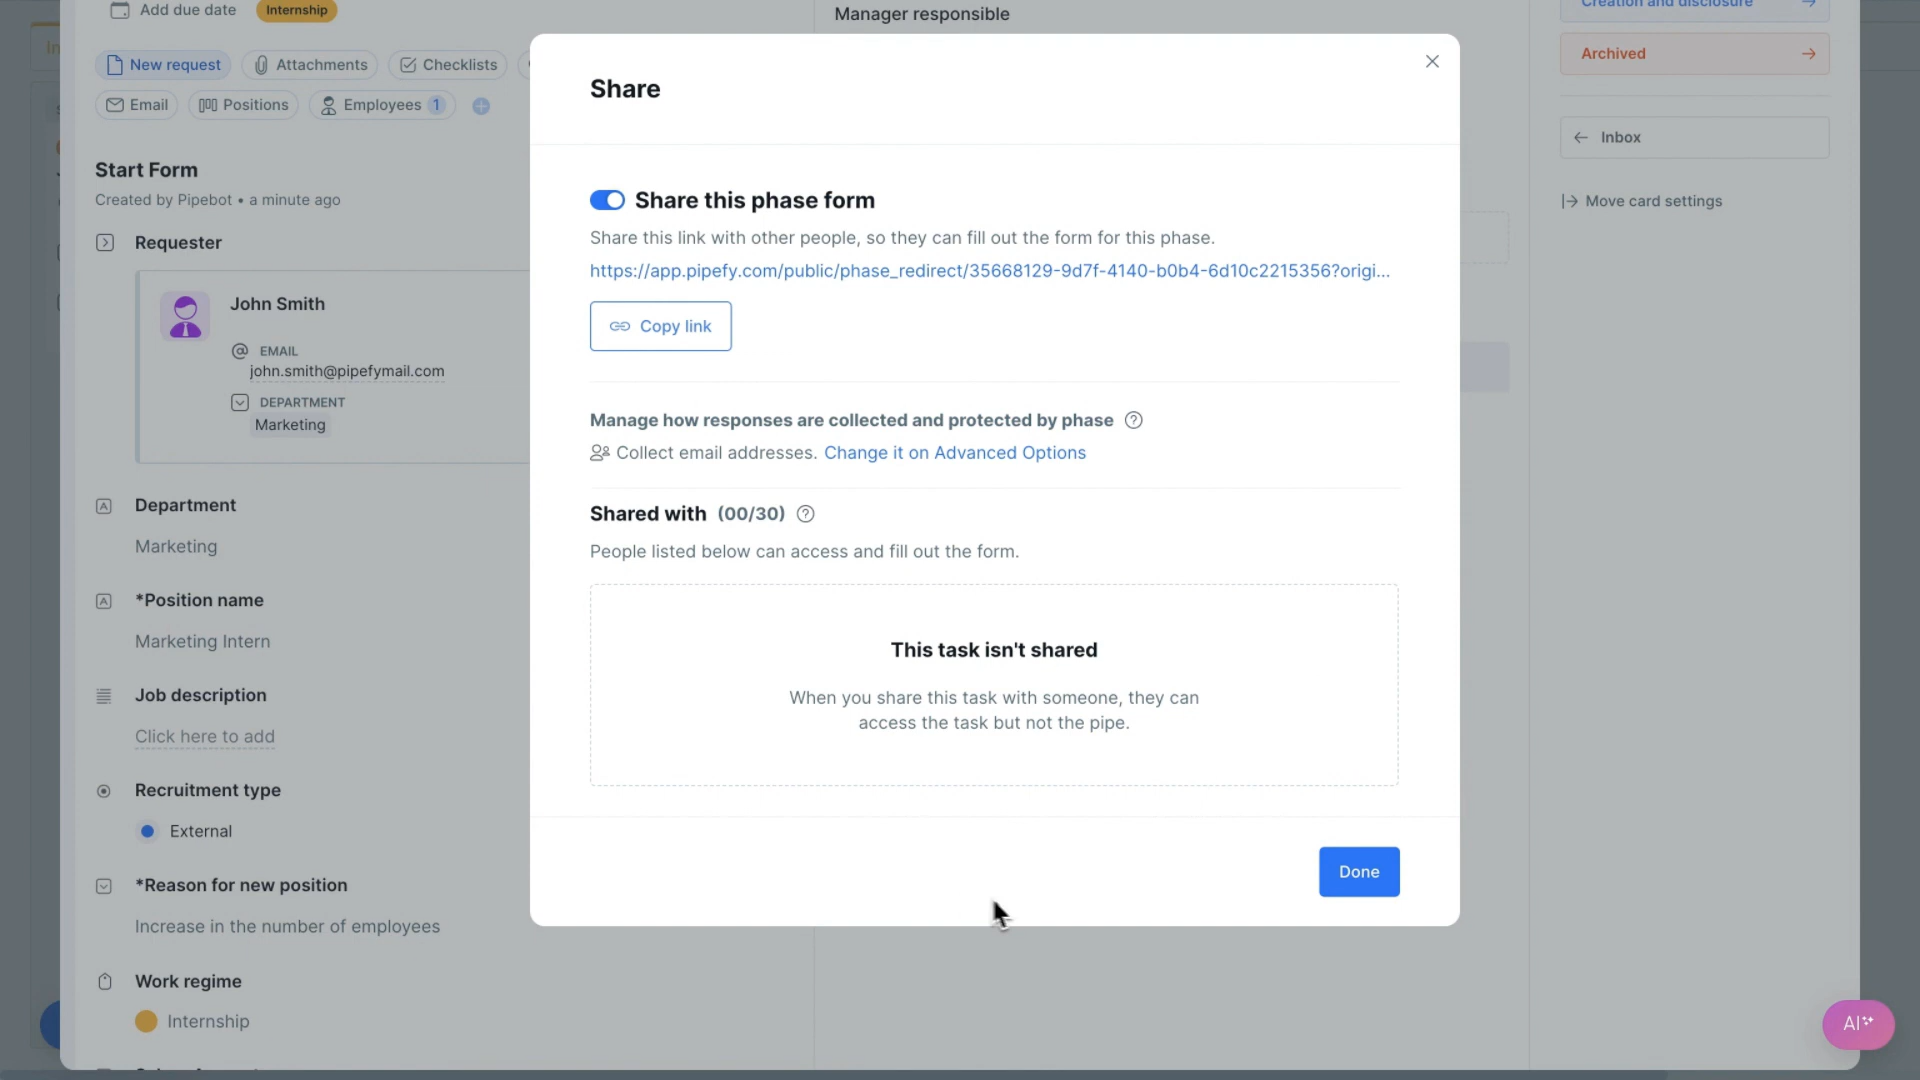 Add due date
Internship
Manager responsible
Creation and disclosure
In
New request
Attachments
Checklists
Archived
Share
Email
Positions
Employees 1
Inbox
Start Form
Created by Pipebot • a minute ago
Share this phase form
Move card settings
Requester
Share this link with other people, so they can fill out the form for this phase.
https://app.pipefy.com/public/phase_redirect/35668129-9d7f-4140-b0b4-6d10c2215356?origi...
John Smith
Copy link
EMAIL
john.smith@pipefymail.com
DEPARTMENT
Marketing
Manage how responses are collected and protected by phase
Collect email addresses. Change it on Advanced Options
Department
Marketing
Shared with (00/30)
People listed below can access and fill out the form.
*Position name
Marketing Intern
This task isn't shared
When you share this task with someone, they can
access the task but not the pipe.
Job description
Click here to add
Recruitment type
External
*Reason for new position
Increase in the number of employees
Done
Work regime
Internship
AI